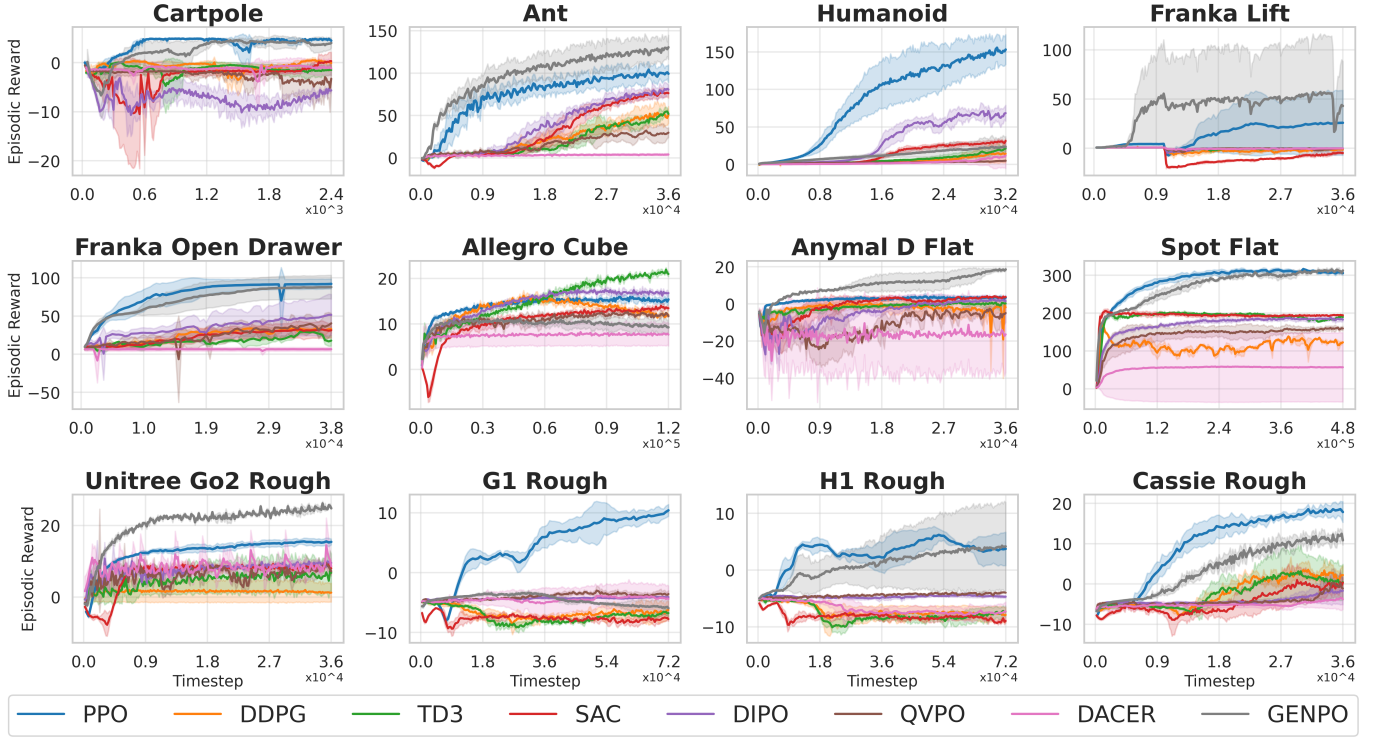 Cartpole Ant Humanoid Franka Lift
Episodic Reward
0
−10
−20
0.0 0.6 1.2 1.8 2.4
x10^3
150
100
50
0
0.0 0.9 1.8 2.7 3.6
x10^4
150
100
50
0
0.0 0.8 1.6 2.4 3.2
x10^4
100
50
0
0.0 0.9 1.8 2.7 3.6
x10^4
Franka Open Drawer Allegro Cube Anymal D Flat Spot Flat
Episodic Reward
100
50
0
−50
0.0 1.0 1.9 2.9 3.8
x10^4
20
10
0
0.0 0.3 0.6 0.9 1.2
x10^5
20
0
−20
−40
0.0 0.9 1.8 2.7 3.6
x10^4
300
200
100
0
0.0 1.2 2.4 3.6 4.8
x10^5
Unitree Go2 Rough G1 Rough H1 Rough Cassie Rough
Episodic Reward
20
10
0
0.0 0.9 1.8 2.7 3.6
Timestep x10^4
10
0
−10
0.0 1.8 3.6 5.4 7.2
Timestep x10^4
10
0
−10
0.0 1.8 3.6 5.4 7.2
Timestep x10^4
20
10
0
−10
0.0 0.9 1.8 2.7 3.6
Timestep x10^4
PPO DDPG TD3 SAC DIPO QVPO DACER GENPO